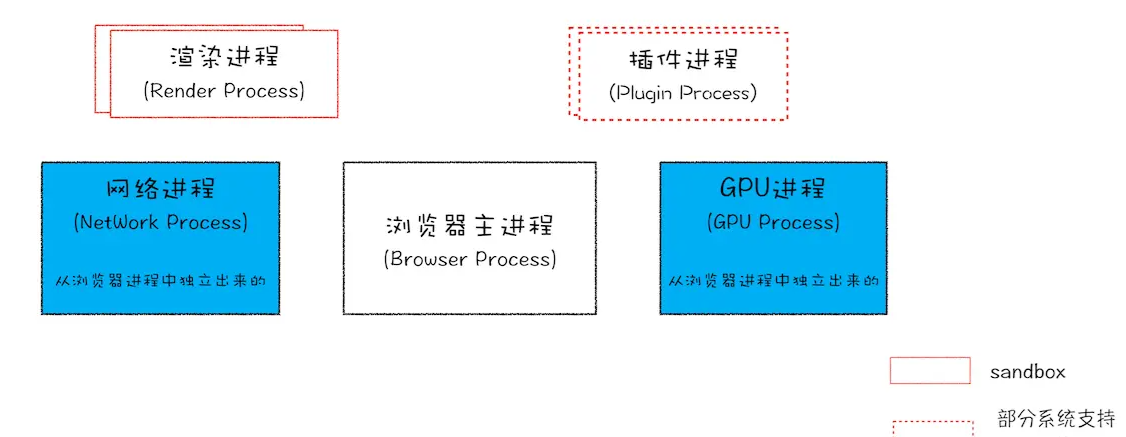 渲染进程
(Render Process)
插件进程
(Plugin Process)
网络进程
(NetWork Process)
从浏览器进程中独立出来的
浏览器主进程
(Browser Process)
GPU进程
(GPU Process)
从浏览器进程中独立出来的
sandbox
部分系统支持